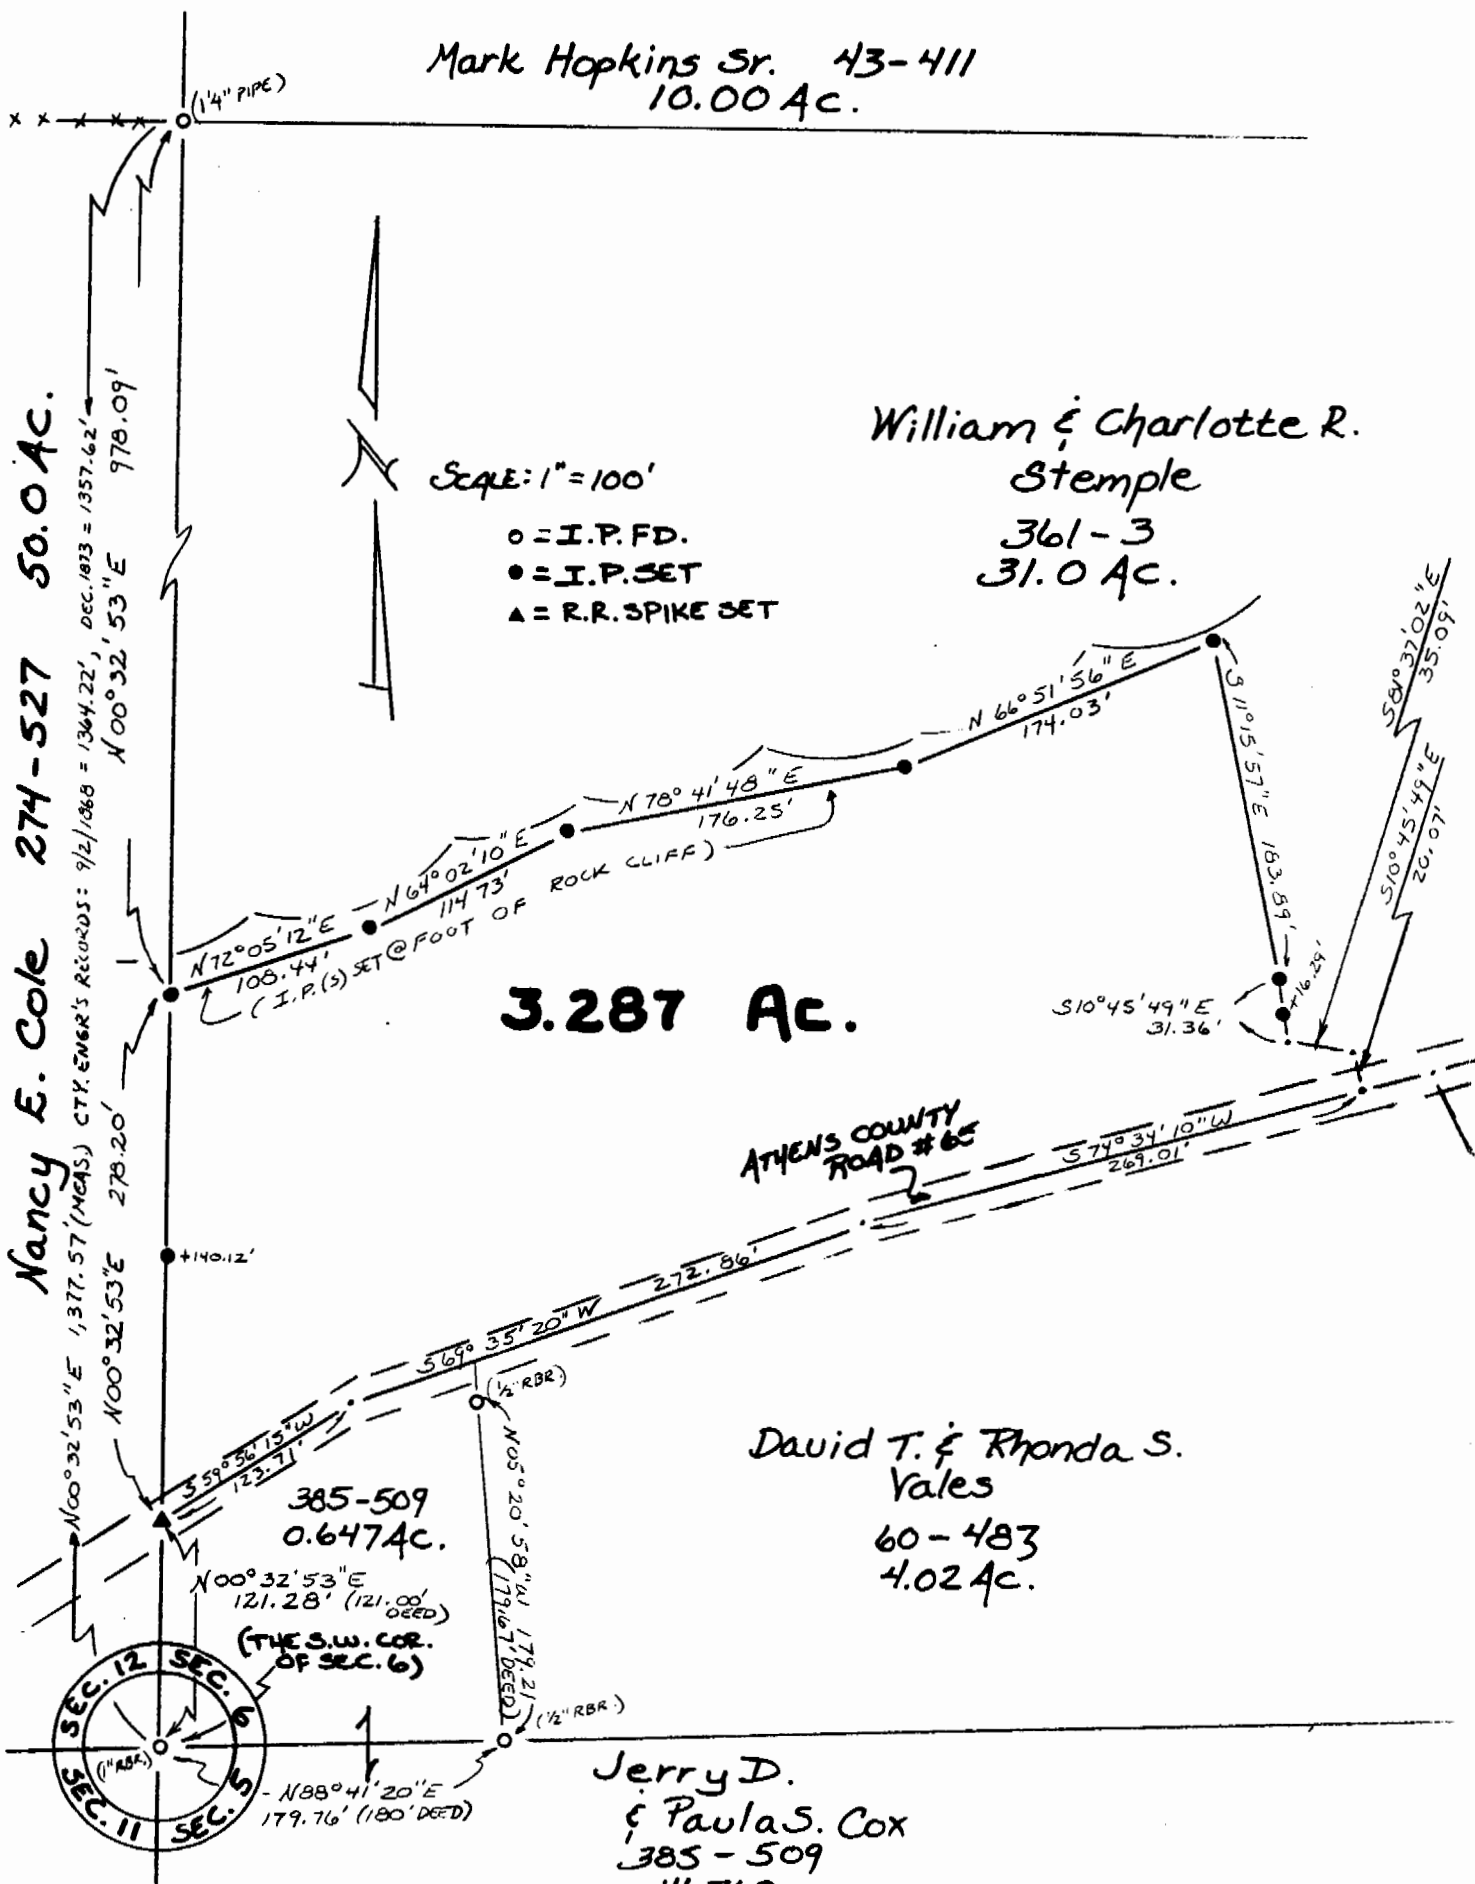 Mark Hopkins Sr. 43-411
10.00 Ac.
(1¼" PIPE)
William & Charlotte R.
Stemple
361-3
31.0 Ac.
SCALE: 1"=100'
N
o = I.P. FD.
● = I.P. SET
▲ = R.R. SPIKE SET
Nancy E. Cole 274-527 50.0 Ac.
N00°32'53"E 1,377.57' (MEAS.) CTY. ENGR'S RECORDS: 9/2/1868 = 1364.22', DEC. 1873 = 1357.62'
N00°32'53"E 978.09'
N00°32'53"E 278.20'
N72°05'12"E
108.44'
N64°02'10"E
114.73'
N78°41'48"E
176.25'
N66°51'56"E
174.03'
(I.P.(S) SET @ FOOT OF ROCK CLIFF)
S11°15'57"E 183.89'
35.09'
S10°45'49"E
20.07'
+16.29'
S10°45'49"E
31.36'
3.287 Ac.
ATHENS COUNTY
ROAD #
S74°34'10"W
269.01'
+140.12'
S69°35'20"W 272.86'
S59°56'15"W
123.71'
(½" RBR.)
N05°20'58"W 179.21
(179.67' DEED)
(½" RBR.)
385-509
0.647 Ac.
David T. & Rhonda S.
Vales
60-483
4.02 Ac.
N00°32'53"E
121.28' (121.00' DEED)
(THE S.W. COR.
OF SEC. 6)
SEC. 12 SEC. 6
SEC. 11 SEC. 5
(1" RBR.)
N88°41'20"E
179.76' (180' DEED)
Jerry D.
& Paula S. Cox
385-509